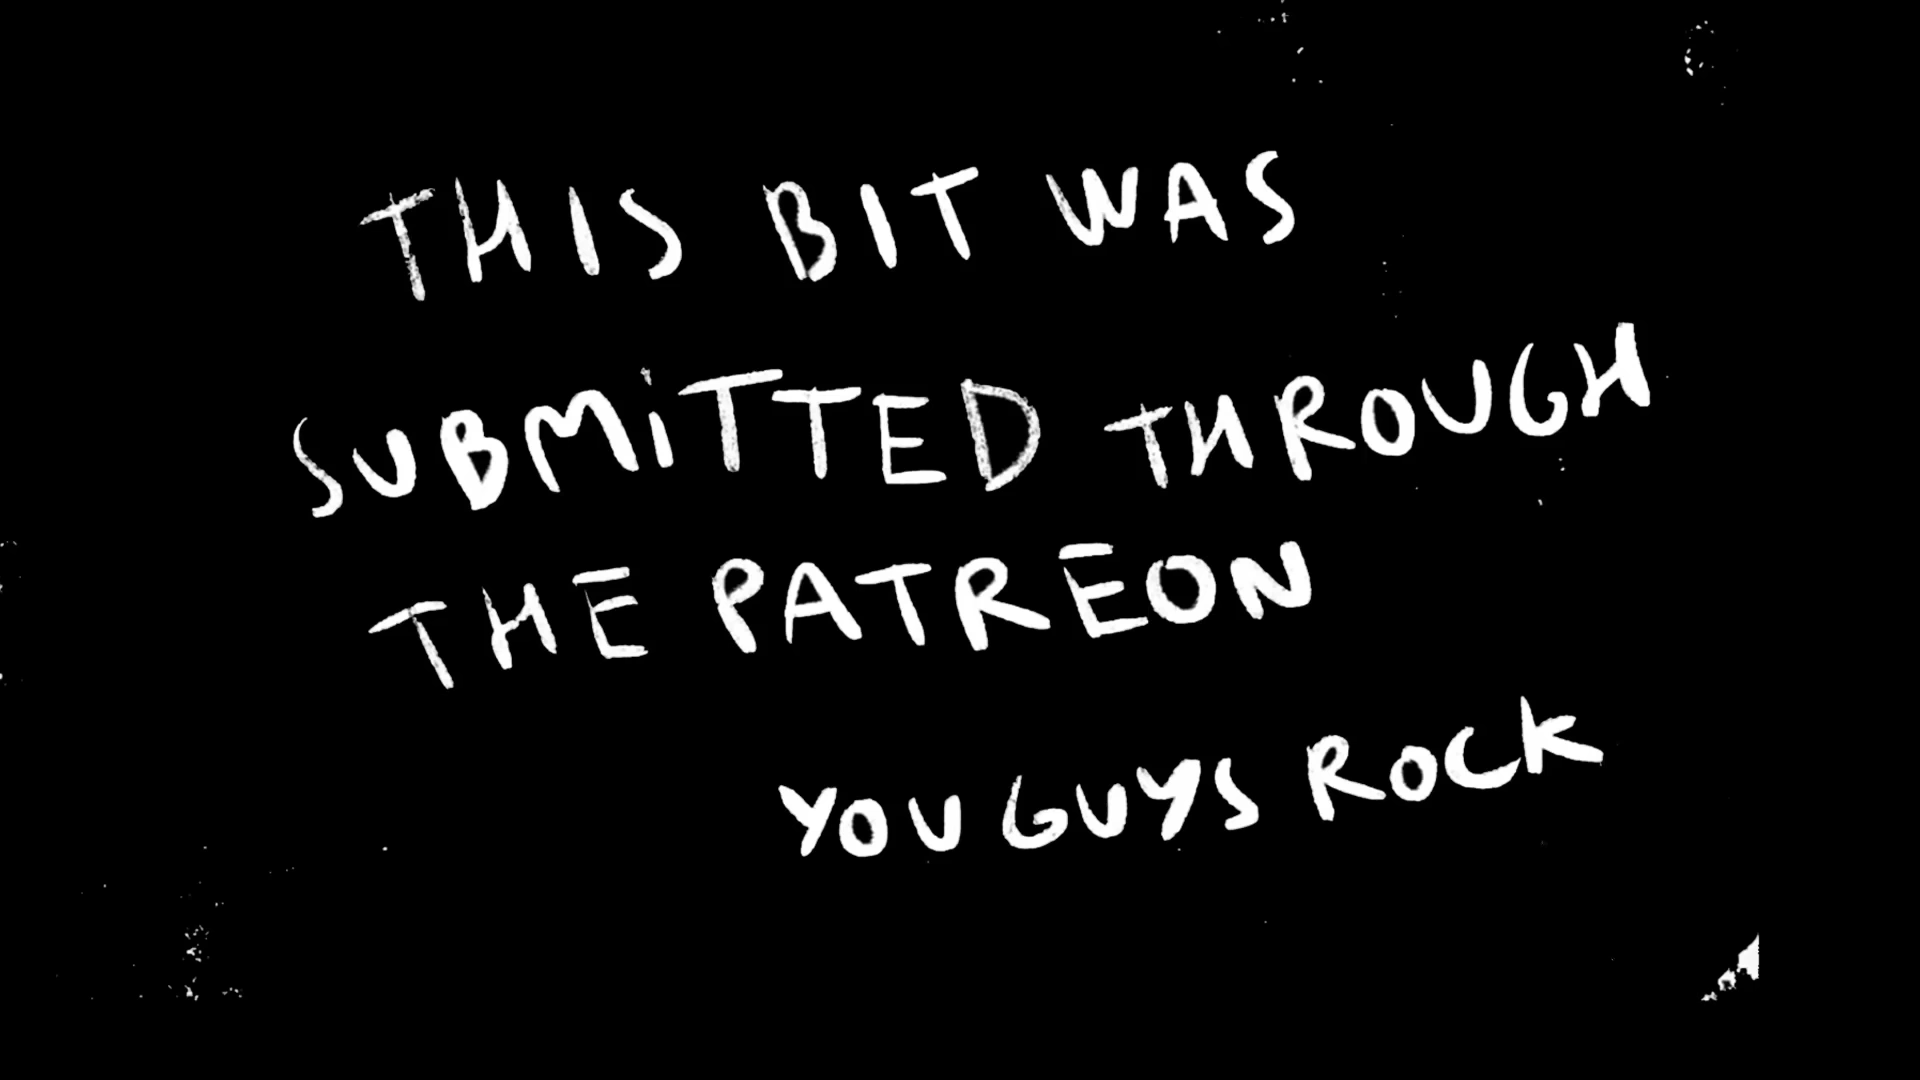 THIS BIT WAS
SUBMiTTED THROUGH
THE PATREON
YOU GUYS ROCK